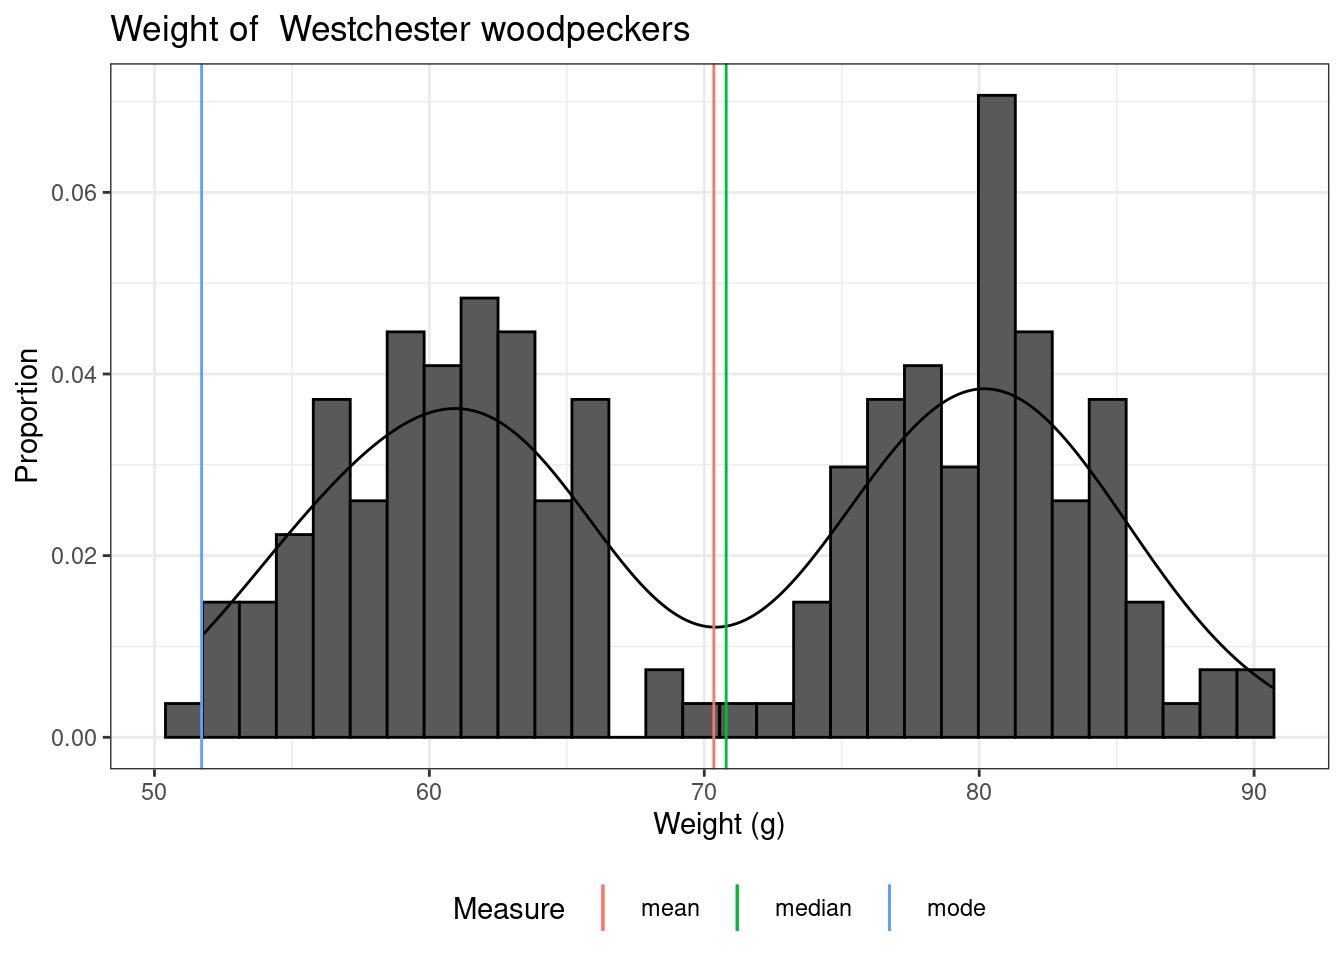 Weight of  Westchester woodpeckers
Proportion
0.06
0.04
0.02
0.00
50 60 70 80 90
Weight (g)
Measure mean median mode